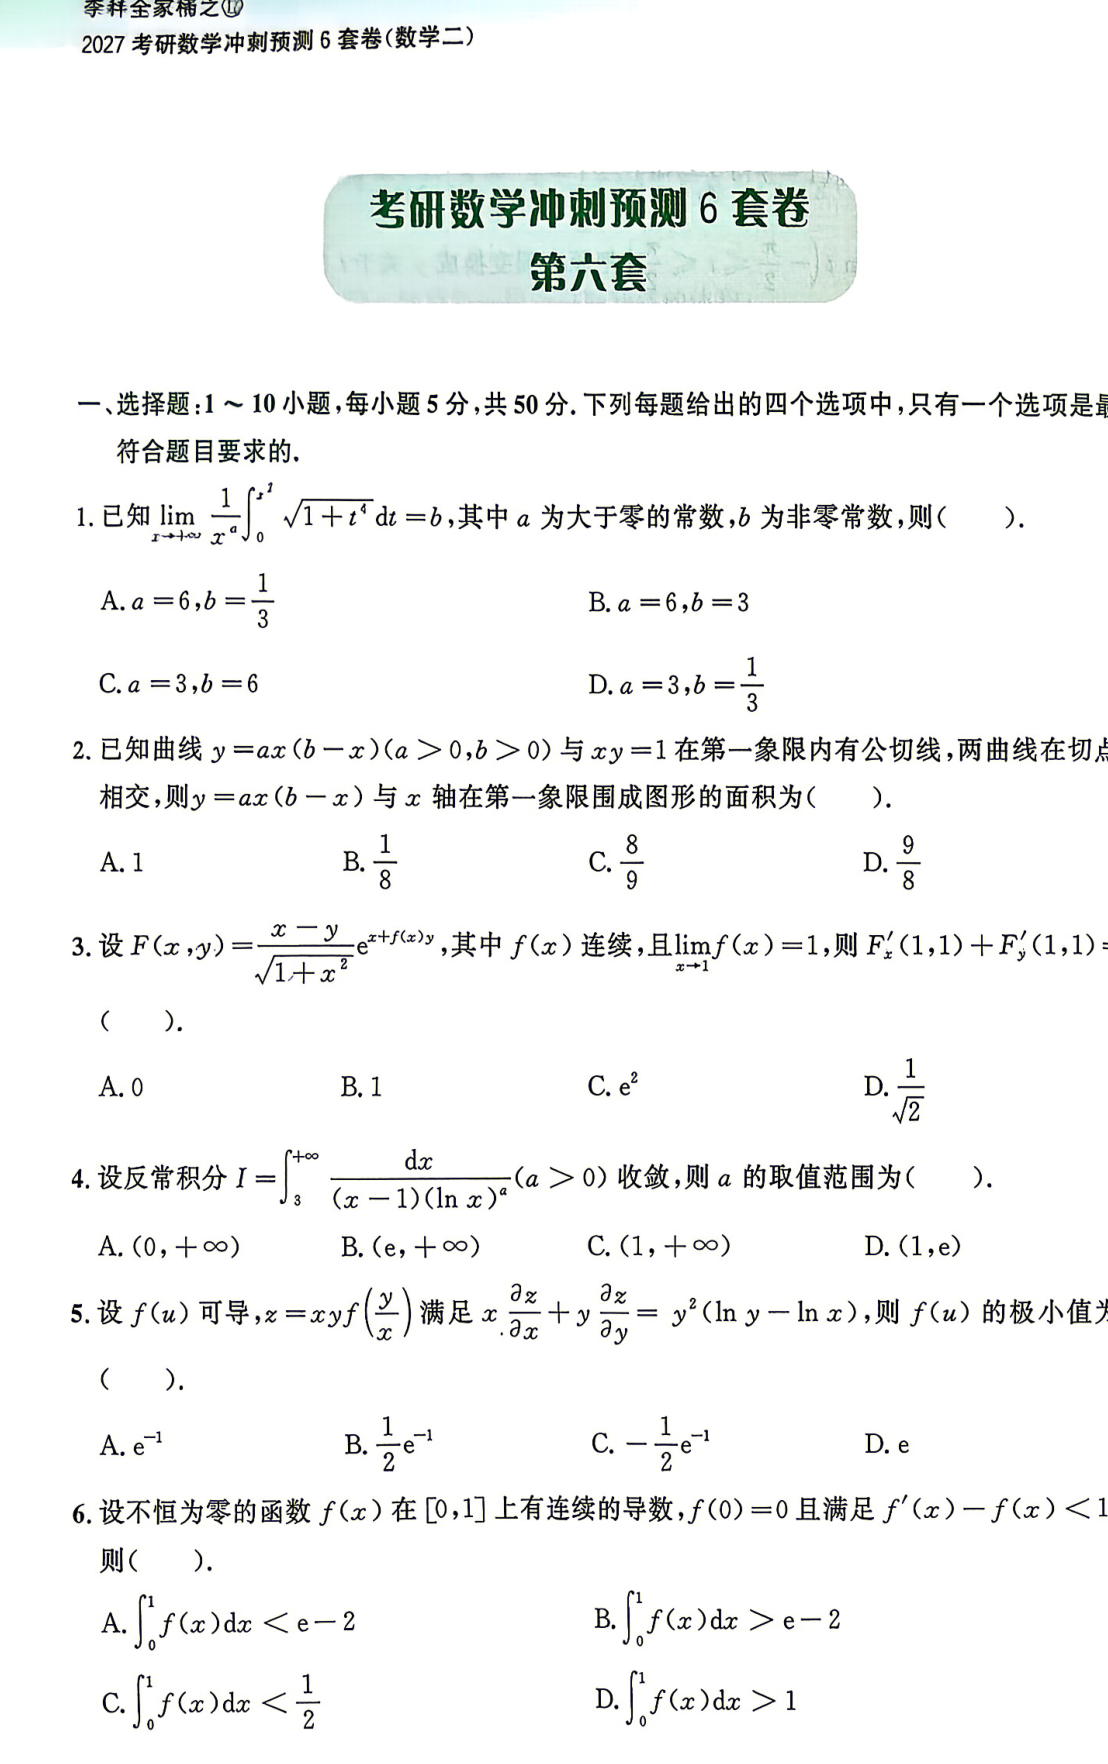 李林全家桶之⑰
2027 考研数学冲刺预测 6 套卷(数学二)
考研数学冲刺预测 6 套卷
第六套
一、选择题:1 ~ 10 小题,每小题 5 分,共 50 分. 下列每题给出的四个选项中,只有一个选项是最
符合题目要求的.
1. 已知 lim_{x→+∞} \frac{1}{x^a} ∫_0^{x^2} √(1+t^4) dt = b,其中 a 为大于零的常数,b 为非零常数,则(  ).
A. a = 6, b = 1/3  B. a = 6, b = 3
C. a = 3, b = 6  D. a = 3, b = 1/3
2. 已知曲线 y = ax(b − x)(a > 0, b > 0) 与 xy = 1 在第一象限内有公切线,两曲线在切点
相交,则 y = ax(b − x) 与 x 轴在第一象限围成图形的面积为(  ).
A. 1  B. 1/8  C. 8/9  D. 9/8
3. 设 F(x, y) = \frac{x − y}{√(1+x^2)} e^{x+f(x)y},其中 f(x) 连续,且 lim_{x→1} f(x) = 1,则 F′_x(1,1) + F′_y(1,1) =
(  ).
A. 0  B. 1  C. e²  D. 1/√2
4. 设反常积分 I = ∫_3^{+∞} \frac{dx}{(x − 1)(ln x)^a} (a > 0) 收敛,则 a 的取值范围为(  ).
A. (0, +∞)  B. (e, +∞)  C. (1, +∞)  D. (1, e)
5. 设 f(u) 可导, z = xyf(y/x) 满足 x ∂z/∂x + y ∂z/∂y = y²(ln y − ln x),则 f(u) 的极小值为
(  ).
A. e⁻¹  B. 1/2 e⁻¹  C. − 1/2 e⁻¹  D. e
6. 设不恒为零的函数 f(x) 在 [0,1] 上有连续的导数, f(0) = 0 且满足 f′(x) − f(x) < 1
则(  ).
A. ∫_0^1 f(x)dx < e − 2  B. ∫_0^1 f(x)dx > e − 2
C. ∫_0^1 f(x)dx < 1/2  D. ∫_0^1 f(x)dx > 1